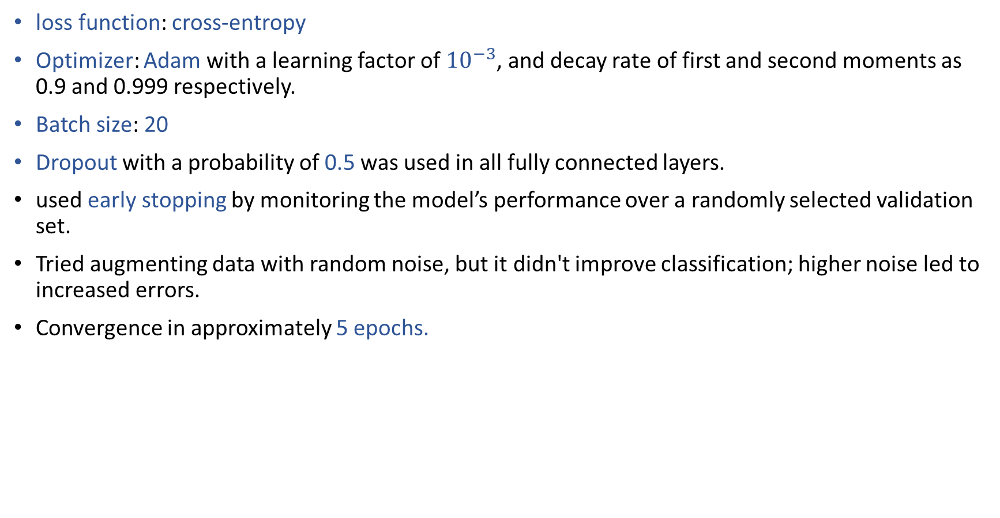 • loss function: cross-entropy
• Optimizer: Adam with a learning factor of 10⁻³, and decay rate of first and second moments as
0.9 and 0.999 respectively.
• Batch size: 20
• Dropout with a probability of 0.5 was used in all fully connected layers.
• used early stopping by monitoring the model’s performance over a randomly selected validation
set.
• Tried augmenting data with random noise, but it didn't improve classification; higher noise led to
increased errors.
• Convergence in approximately 5 epochs.